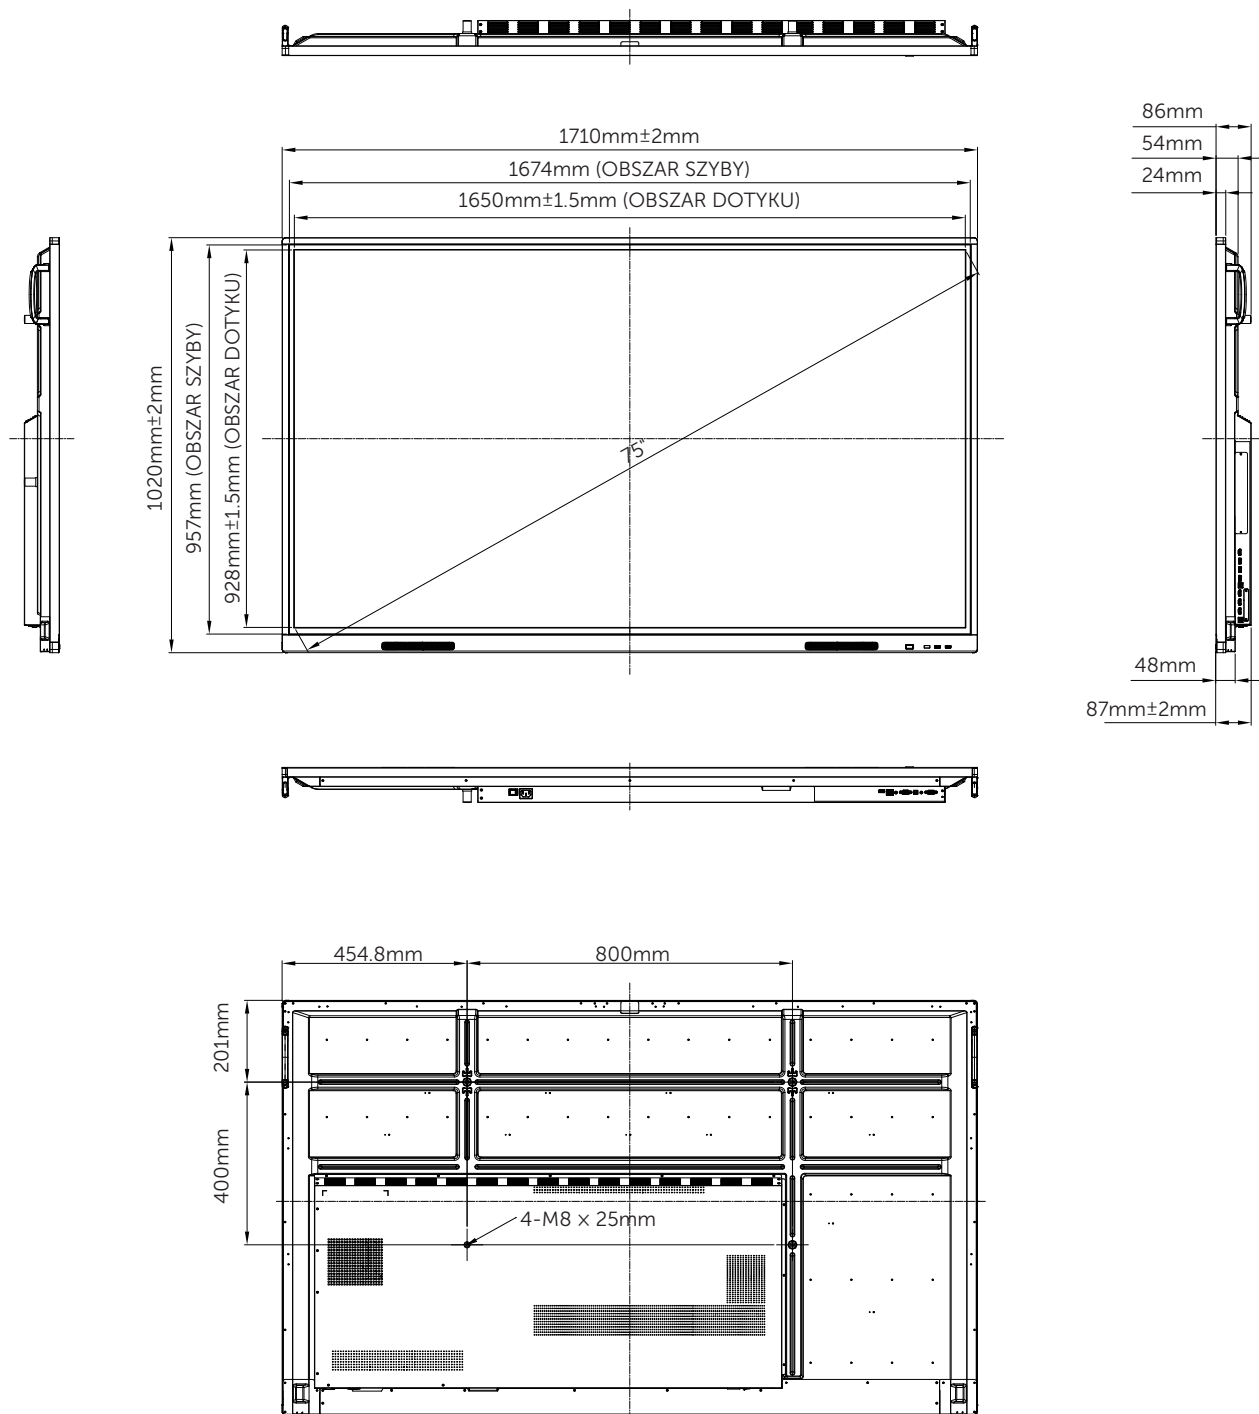 1710mm±2mm
1674mm (OBSZAR SZYBY)
1650mm±1.5mm (OBSZAR DOTYKU)
86mm
54mm
24mm
1020mm±2mm
957mm (OBSZAR SZYBY)
928mm±1.5mm (OBSZAR DOTYKU)
75"
48mm
87mm±2mm
454.8mm
800mm
201mm
400mm
4-M8 x 25mm